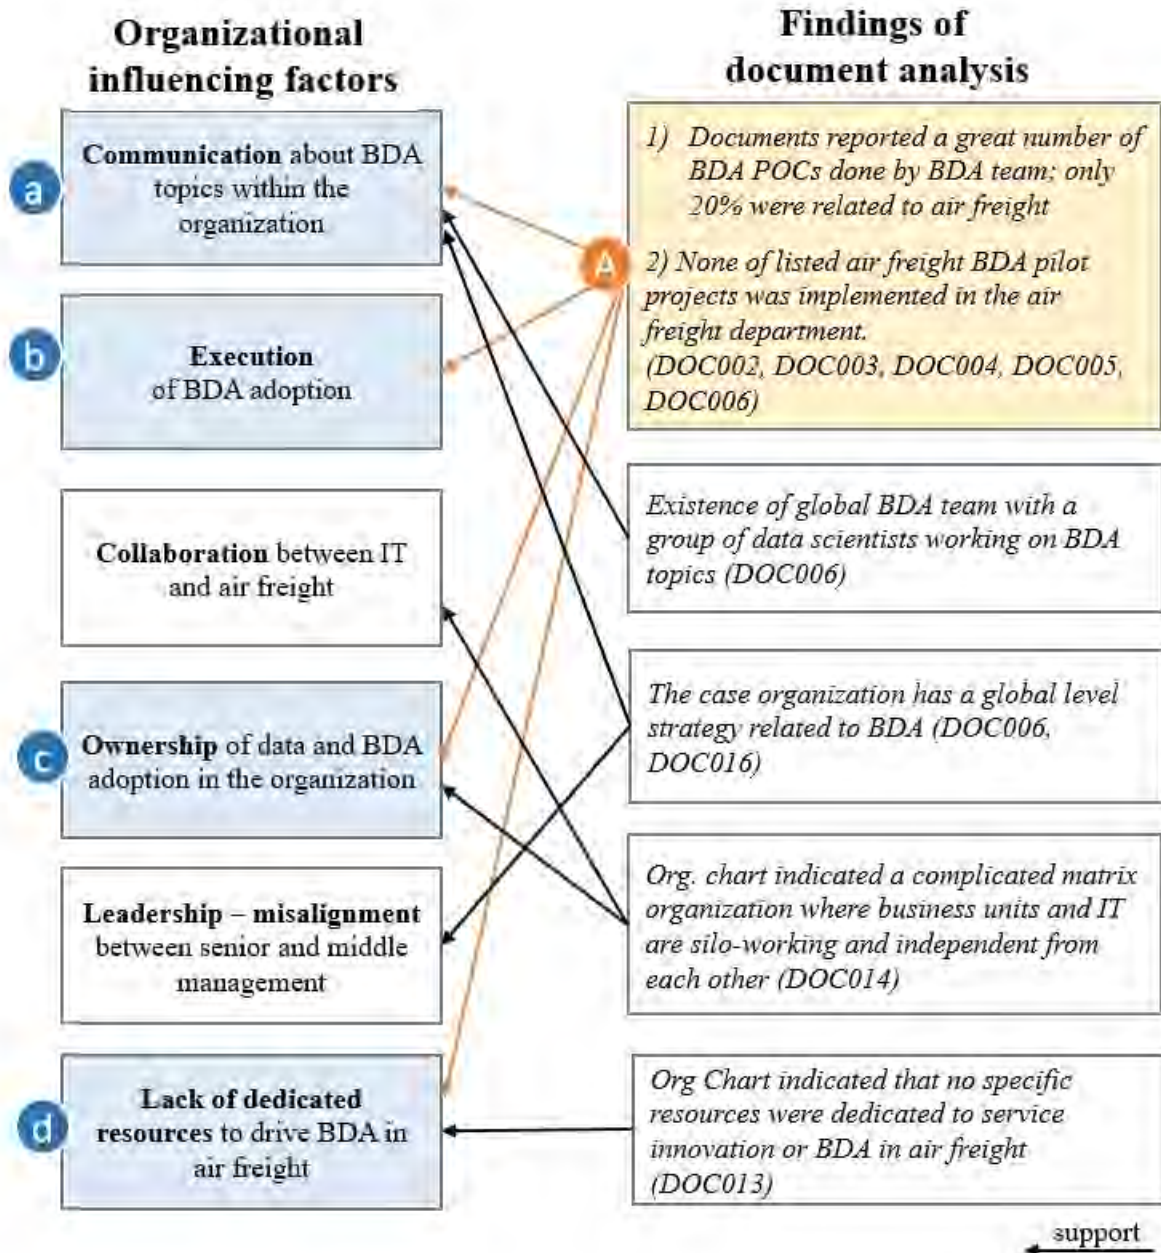 Organizational
influencing factors
Communication about BDA
topics within the
organization
a
Execution
of BDA adoption
b
Collaboration between IT
and air freight
Ownership of data and BDA
adoption in the organization
c
Leadership – misalignment
between senior and middle
management
Lack of dedicated
resources to drive BDA in
air freight
d
Findings of
document analysis
A
1) Documents reported a great number of
BDA POCs done by BDA team; only
20% were related to air freight
2) None of listed air freight BDA pilot
projects was implemented in the air
freight department.
(DOC002, DOC003, DOC004, DOC005,
DOC006)
Existence of global BDA team with a
group of data scientists working on BDA
topics (DOC006)
The case organization has a global level
strategy related to BDA (DOC006,
DOC016)
Org. chart indicated a complicated matrix
organization where business units and IT
are silo-working and independent from
each other (DOC014)
Org Chart indicated that no specific
resources were dedicated to service
innovation or BDA in air freight
(DOC013)
support